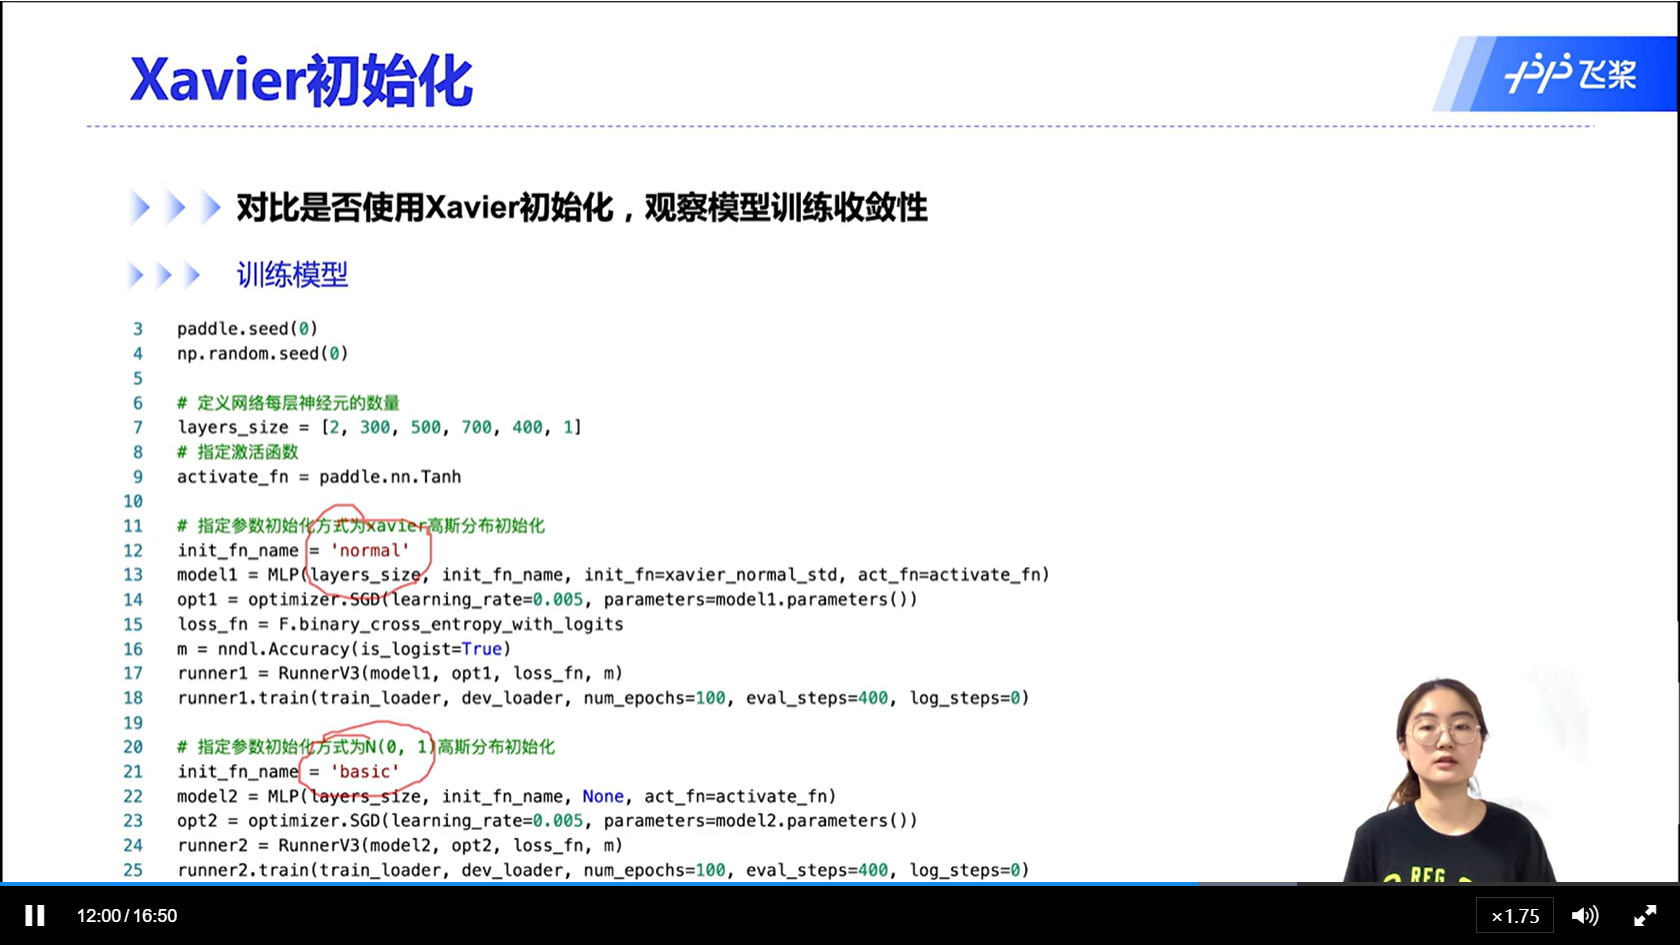 Xavier初始化
飞桨
对比是否使用Xavier初始化，观察模型训练收敛性
训练模型
3 paddle.seed(0)
4 np.random.seed(0)
5
6 # 定义网络每层神经元的数量
7 layers_size = [2, 300, 500, 700, 400, 1]
8 # 指定激活函数
9 activate_fn = paddle.nn.Tanh
10
11 # 指定参数初始化方式为xavier高斯分布初始化
12 init_fn_name = 'normal'
13 model1 = MLP(layers_size, init_fn_name, init_fn=xavier_normal_std, act_fn=activate_fn)
14 opt1 = optimizer.SGD(learning_rate=0.005, parameters=model1.parameters())
15 loss_fn = F.binary_cross_entropy_with_logits
16 m = nndl.Accuracy(is_logist=True)
17 runner1 = RunnerV3(model1, opt1, loss_fn, m)
18 runner1.train(train_loader, dev_loader, num_epochs=100, eval_steps=400, log_steps=0)
19
20 # 指定参数初始化方式为N(0, 1)高斯分布初始化
21 init_fn_name = 'basic'
22 model2 = MLP(layers_size, init_fn_name, None, act_fn=activate_fn)
23 opt2 = optimizer.SGD(learning_rate=0.005, parameters=model2.parameters())
24 runner2 = RunnerV3(model2, opt2, loss_fn, m)
25 runner2.train(train_loader, dev_loader, num_epochs=100, eval_steps=400, log_steps=0)
12:00/16:50
×1.75